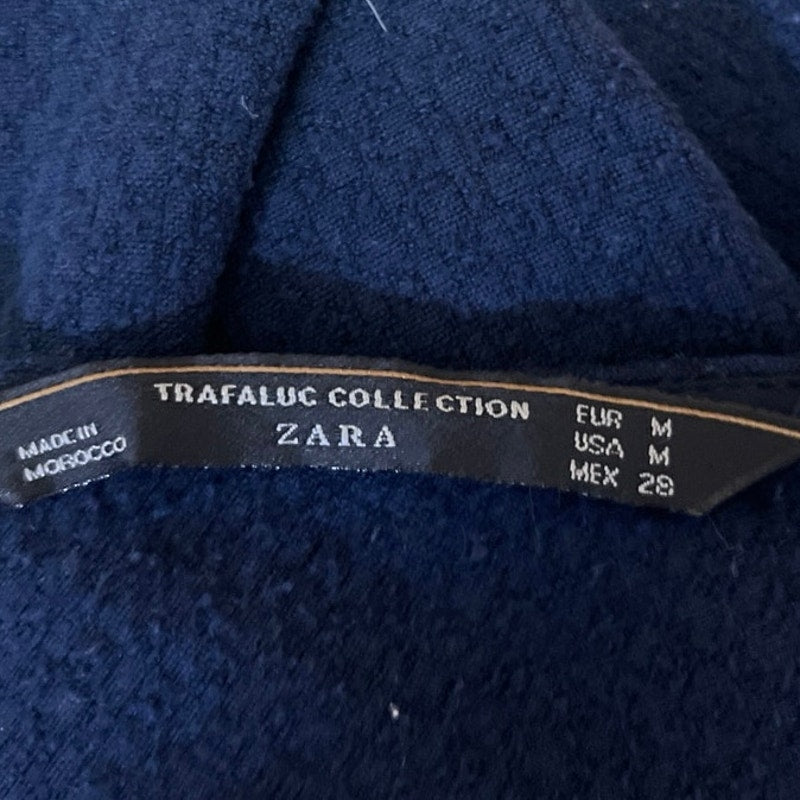 MADE IN
MOROCCO
TRAFALUC COLLECTION
ZARA
EUR M
USA M
MEX 28